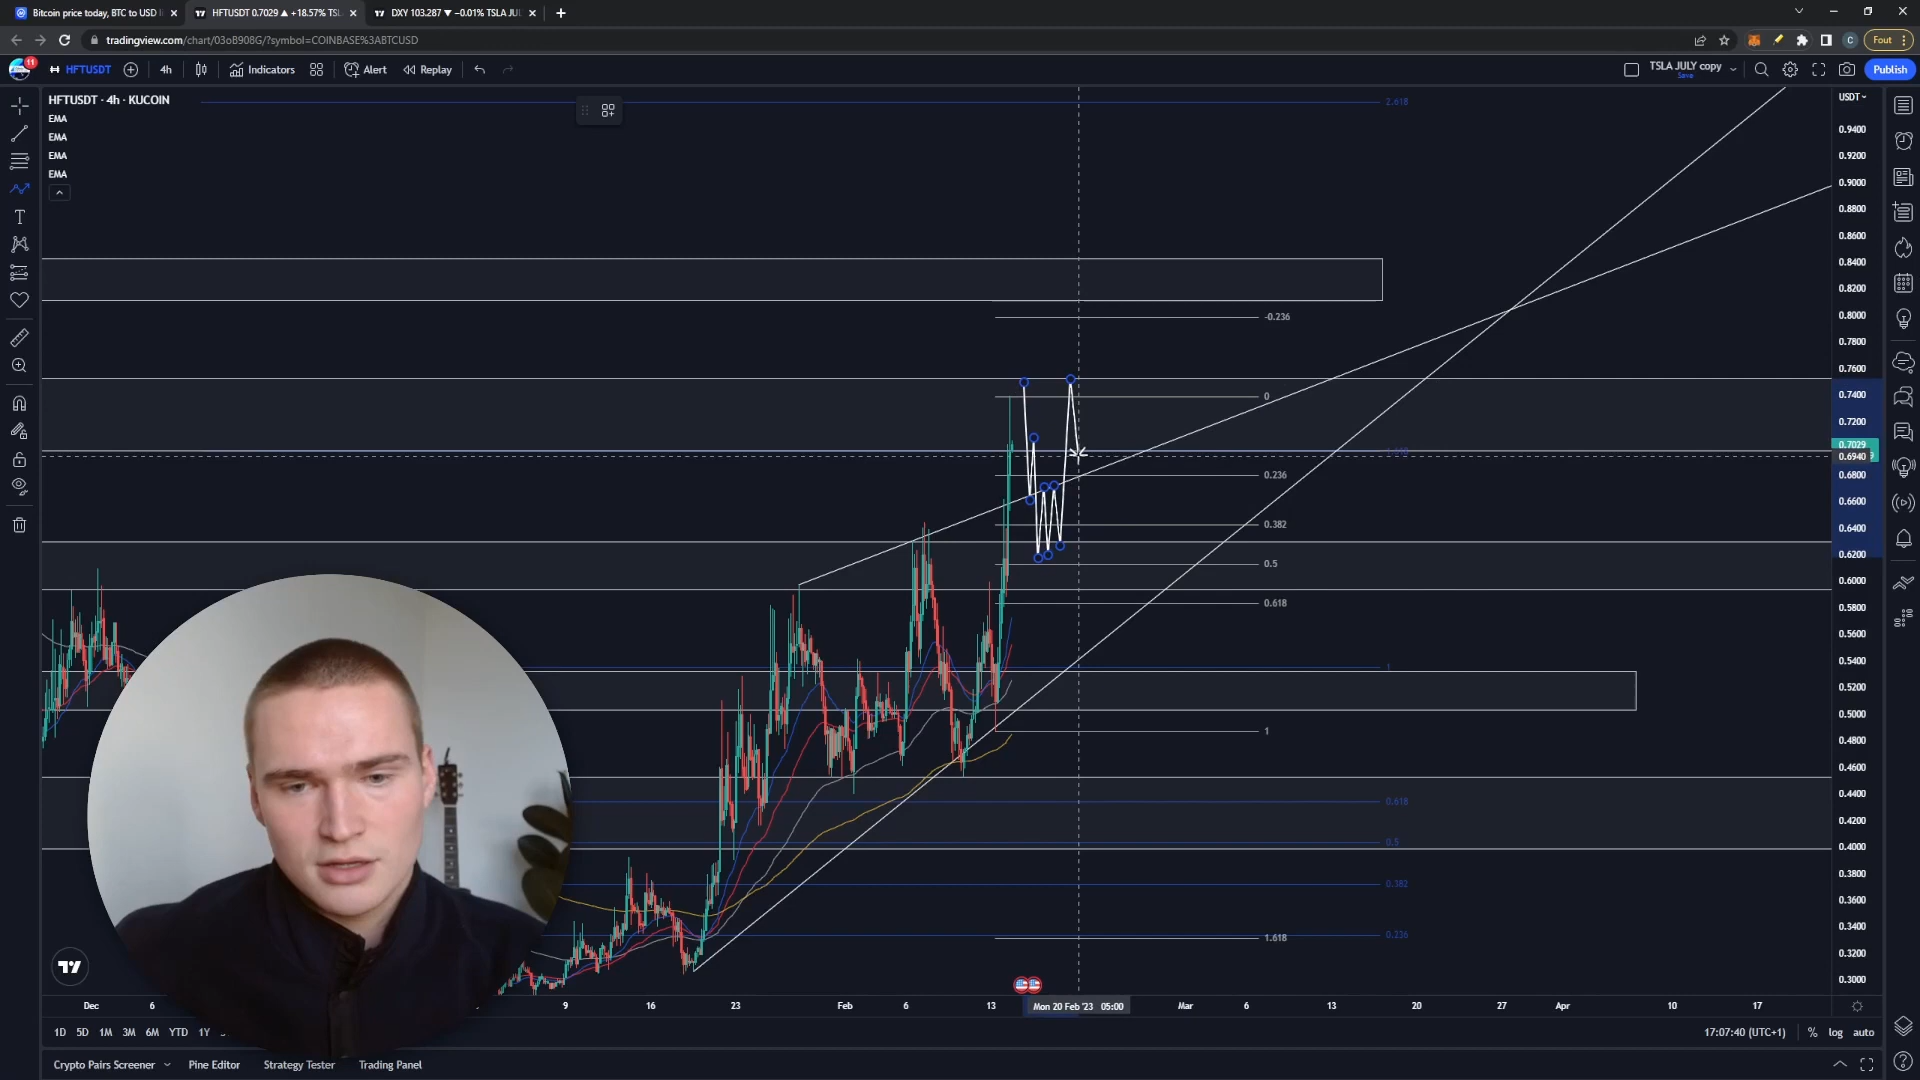 Bitcoin price today, BTC to USD li
HFTUSDT 0.7029 ▲ +18.57% TSL
DXY 103.287 ▼ −0.01% TSLA JUL
tradingview.com/chart/03oB908G/?symbol=COINBASE%3ABTCUSD
C
Fout
11
HFTUSDT
4h
Indicators
Alert
Replay
TSLA JULY copy
Save
Publish
HFTUSDT · 4h · KUCOIN
EMA
EMA
EMA
EMA
USDT
2.618
0.9400
0.9200
0.9000
0.8800
0.8600
0.8400
0.8200
-0.236
0.8000
0.7800
0.7600
0
0.7400
0.7200
0.7029
0.6940
0.236
0.6800
0.6600
0.382
0.6400
0.6200
0.5
0.6000
0.618
0.5800
0.5600
0.5400
1
0.5200
0.5000
1
0.4800
0.4600
0.4400
0.618
0.4200
0.5
0.4000
0.382
0.3800
0.3600
0.3400
0.236
1.618
0.3200
0.3000
Dec
6
9
16
23
Feb
6
13
Mon 20 Feb '23 05:00
Mar
6
13
20
27
Apr
10
17
1D
5D
1M
3M
6M
YTD
1Y
17:07:40 (UTC+1)
%
log
auto
Crypto Pairs Screener
Pine Editor
Strategy Tester
Trading Panel